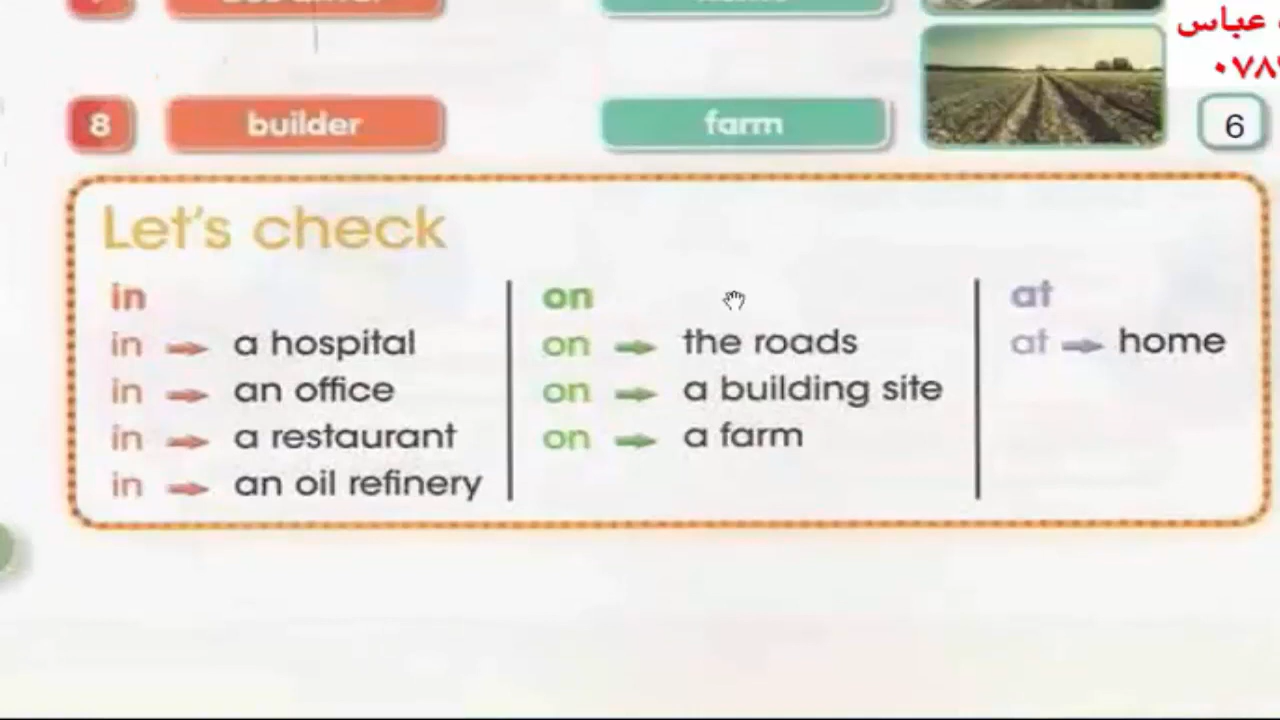 عباس
8 builder farm 6
Let's check
in on at
in a hospital on the roads at home
in an office on a building site
in a restaurant on a farm
in an oil refinery